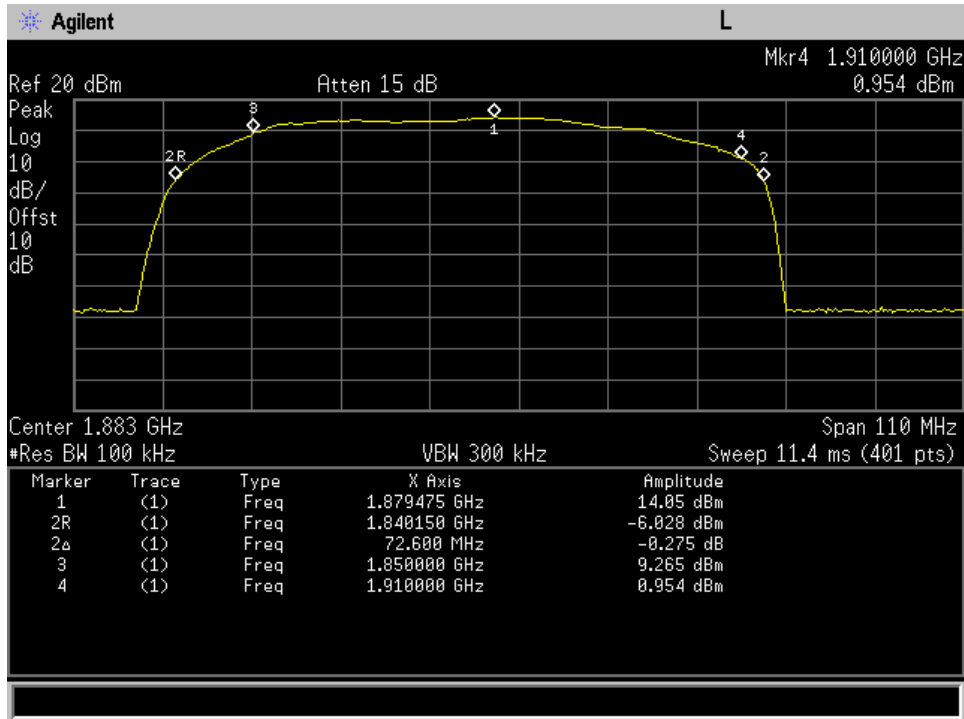 Agilent L
Mkr4 1.910000 GHz
Ref 20 dBm Atten 15 dB 0.954 dBm
Peak
Log
10
dB/
Offst
10
dB
3
1
4
2R
2
Center 1.883 GHz Span 110 MHz
#Res BW 100 kHz VBW 300 kHz Sweep 11.4 ms (401 pts)
Marker Trace Type X Axis Amplitude
1 (1) Freq 1.879475 GHz 14.05 dBm
2R (1) Freq 1.840150 GHz -6.028 dBm
2Δ (1) Freq 72.600 MHz -0.275 dB
3 (1) Freq 1.850000 GHz 9.265 dBm
4 (1) Freq 1.910000 GHz 0.954 dBm